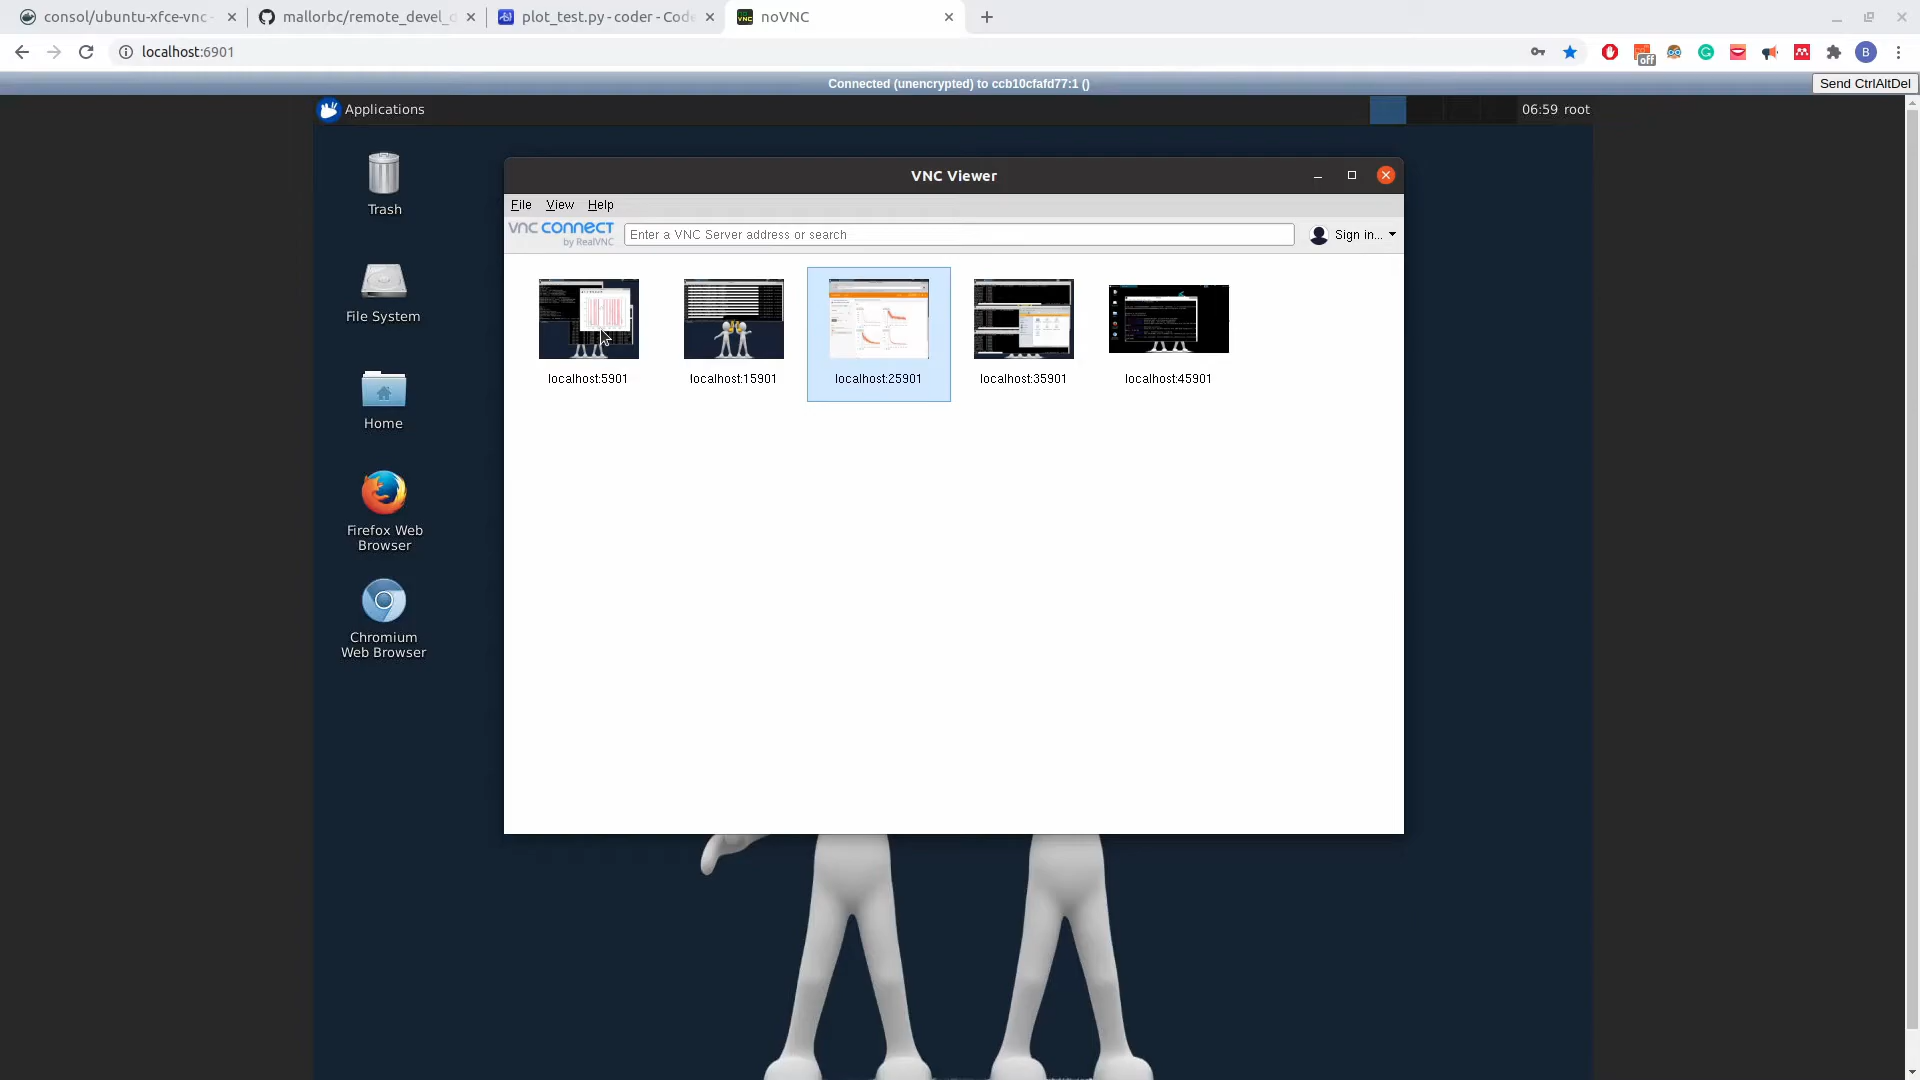 consol/ubuntu-xfce-vnc -
mallorbc/remote_devel_
plot_test.py - coder - Code
noVNC
localhost:6901
off
B
Connected (unencrypted) to ccb10cfafd77:1 ()
Send CtrlAltDel
Applications
06:59 root
Trash
File System
Home
Firefox Web
Browser
Chromium
Web Browser
VNC Viewer
File View Help
VNC CONNECT
by RealVNC
Enter a VNC Server address or search
Sign in...
localhost:5901
localhost:15901
localhost:25901
localhost:35901
localhost:45901